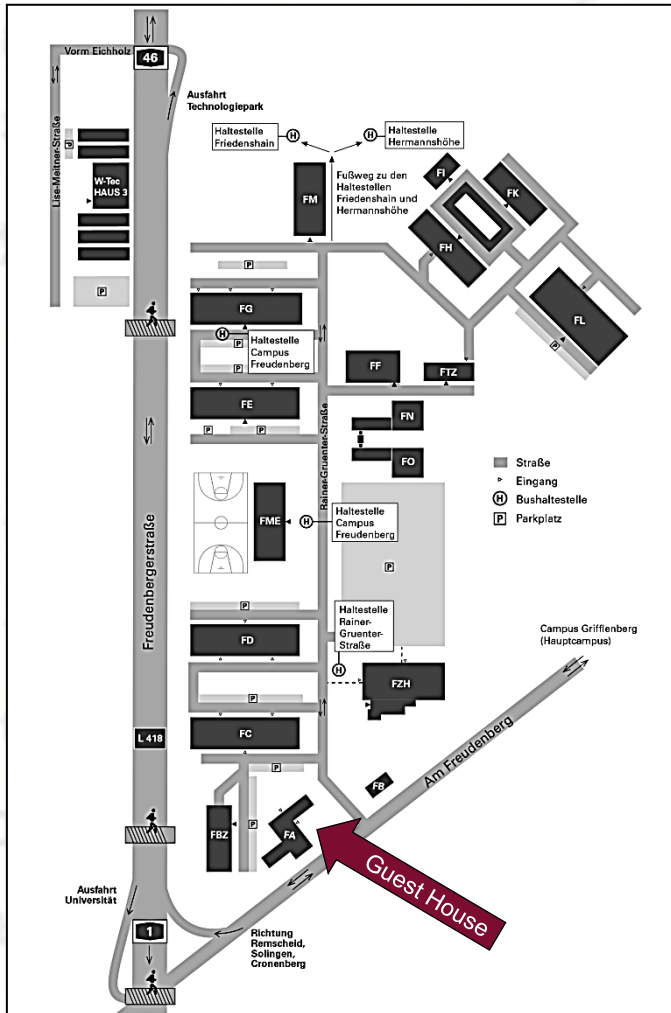 Vorm Eichholz
46
Ausfahrt
Technologiepark
Lise-Meitner-Straße
P
W-Tec
HAUS 3
P
Haltestelle
Friedenshain
H
H
Haltestelle
Hermannshöhe
Fußweg zu den
Haltestellen
Friedenshain und
Hermannshöhe
FM
FI
FK
FH
FL
P
P
FG
H
P
Haltestelle
Campus
Freudenberg
P
FE
P
P
FF
FTZ
FN
FO
Rainer-Gruenter-Straße
Straße
Eingang
H Bushaltestelle
P Parkplatz
Freudenbergerstraße
FME
H
Haltestelle
Campus
Freudenberg
P
P
FD
Haltestelle
Rainer-
Gruenter-
Straße
H
FZH
Campus Grifflenberg
(Hauptcampus)
P
FC
L 418
P
Am Freudenberg
FB
FBZ
P
FA
Guest House
Ausfahrt
Universität
1
Richtung
Remscheid,
Solingen,
Cronenberg